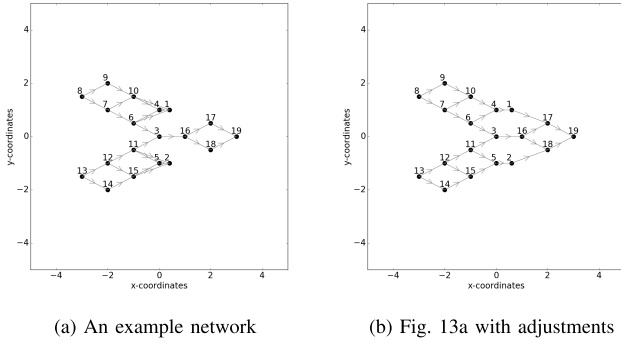 4
2
0
−2
−4
y-coordinates
−4 −2 0 2 4
x-coordinates
9
8 10
7 4 1
6 17
3 16 19
11 18
12 5 2
13 15
14
(a) An example network
4
2
0
−2
−4
y-coordinates
−4 −2 0 2 4
x-coordinates
9
8 10
7 4 1
6 17
3 16 19
11 18
12 5 2
13 15
14
(b) Fig. 13a with adjustments